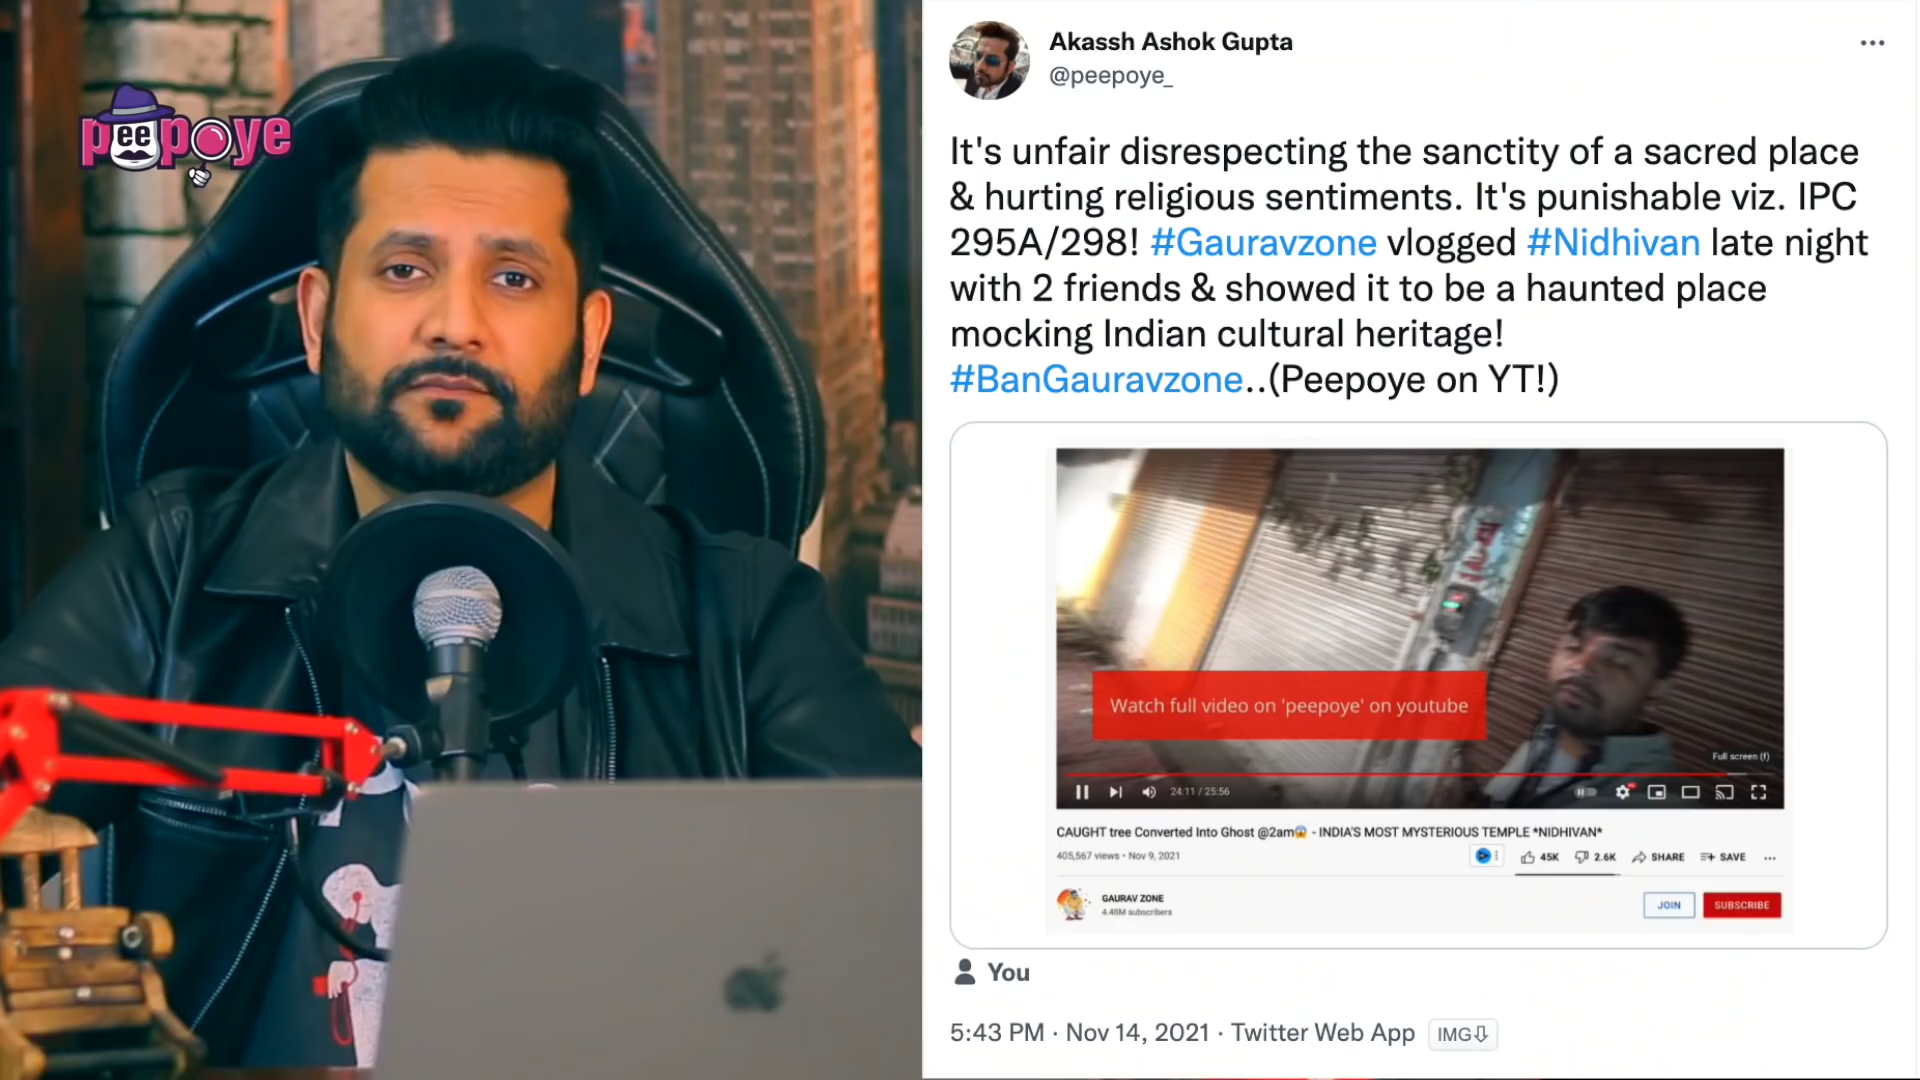 peepoye
Akassh Ashok Gupta
@peepoye_
It's unfair disrespecting the sanctity of a sacred place
& hurting religious sentiments. It's punishable viz. IPC
295A/298! #Gauravzone vlogged #Nidhivan late night
with 2 friends & showed it to be a haunted place
mocking Indian cultural heritage!
#BanGauravzone..(Peepoye on YT!)
Watch full video on 'peepoye' on youtube
Full screen (f)
24:11 / 25:56
CAUGHT tree Converted Into Ghost @2am😱 - INDIA'S MOST MYSTERIOUS TEMPLE *NIDHIVAN*
405,567 views • Nov 9, 2021
45K 2.6K SHARE SAVE
GAURAV ZONE
4.48M subscribers
JOIN SUBSCRIBE
You
5:43 PM · Nov 14, 2021 · Twitter Web App IMG